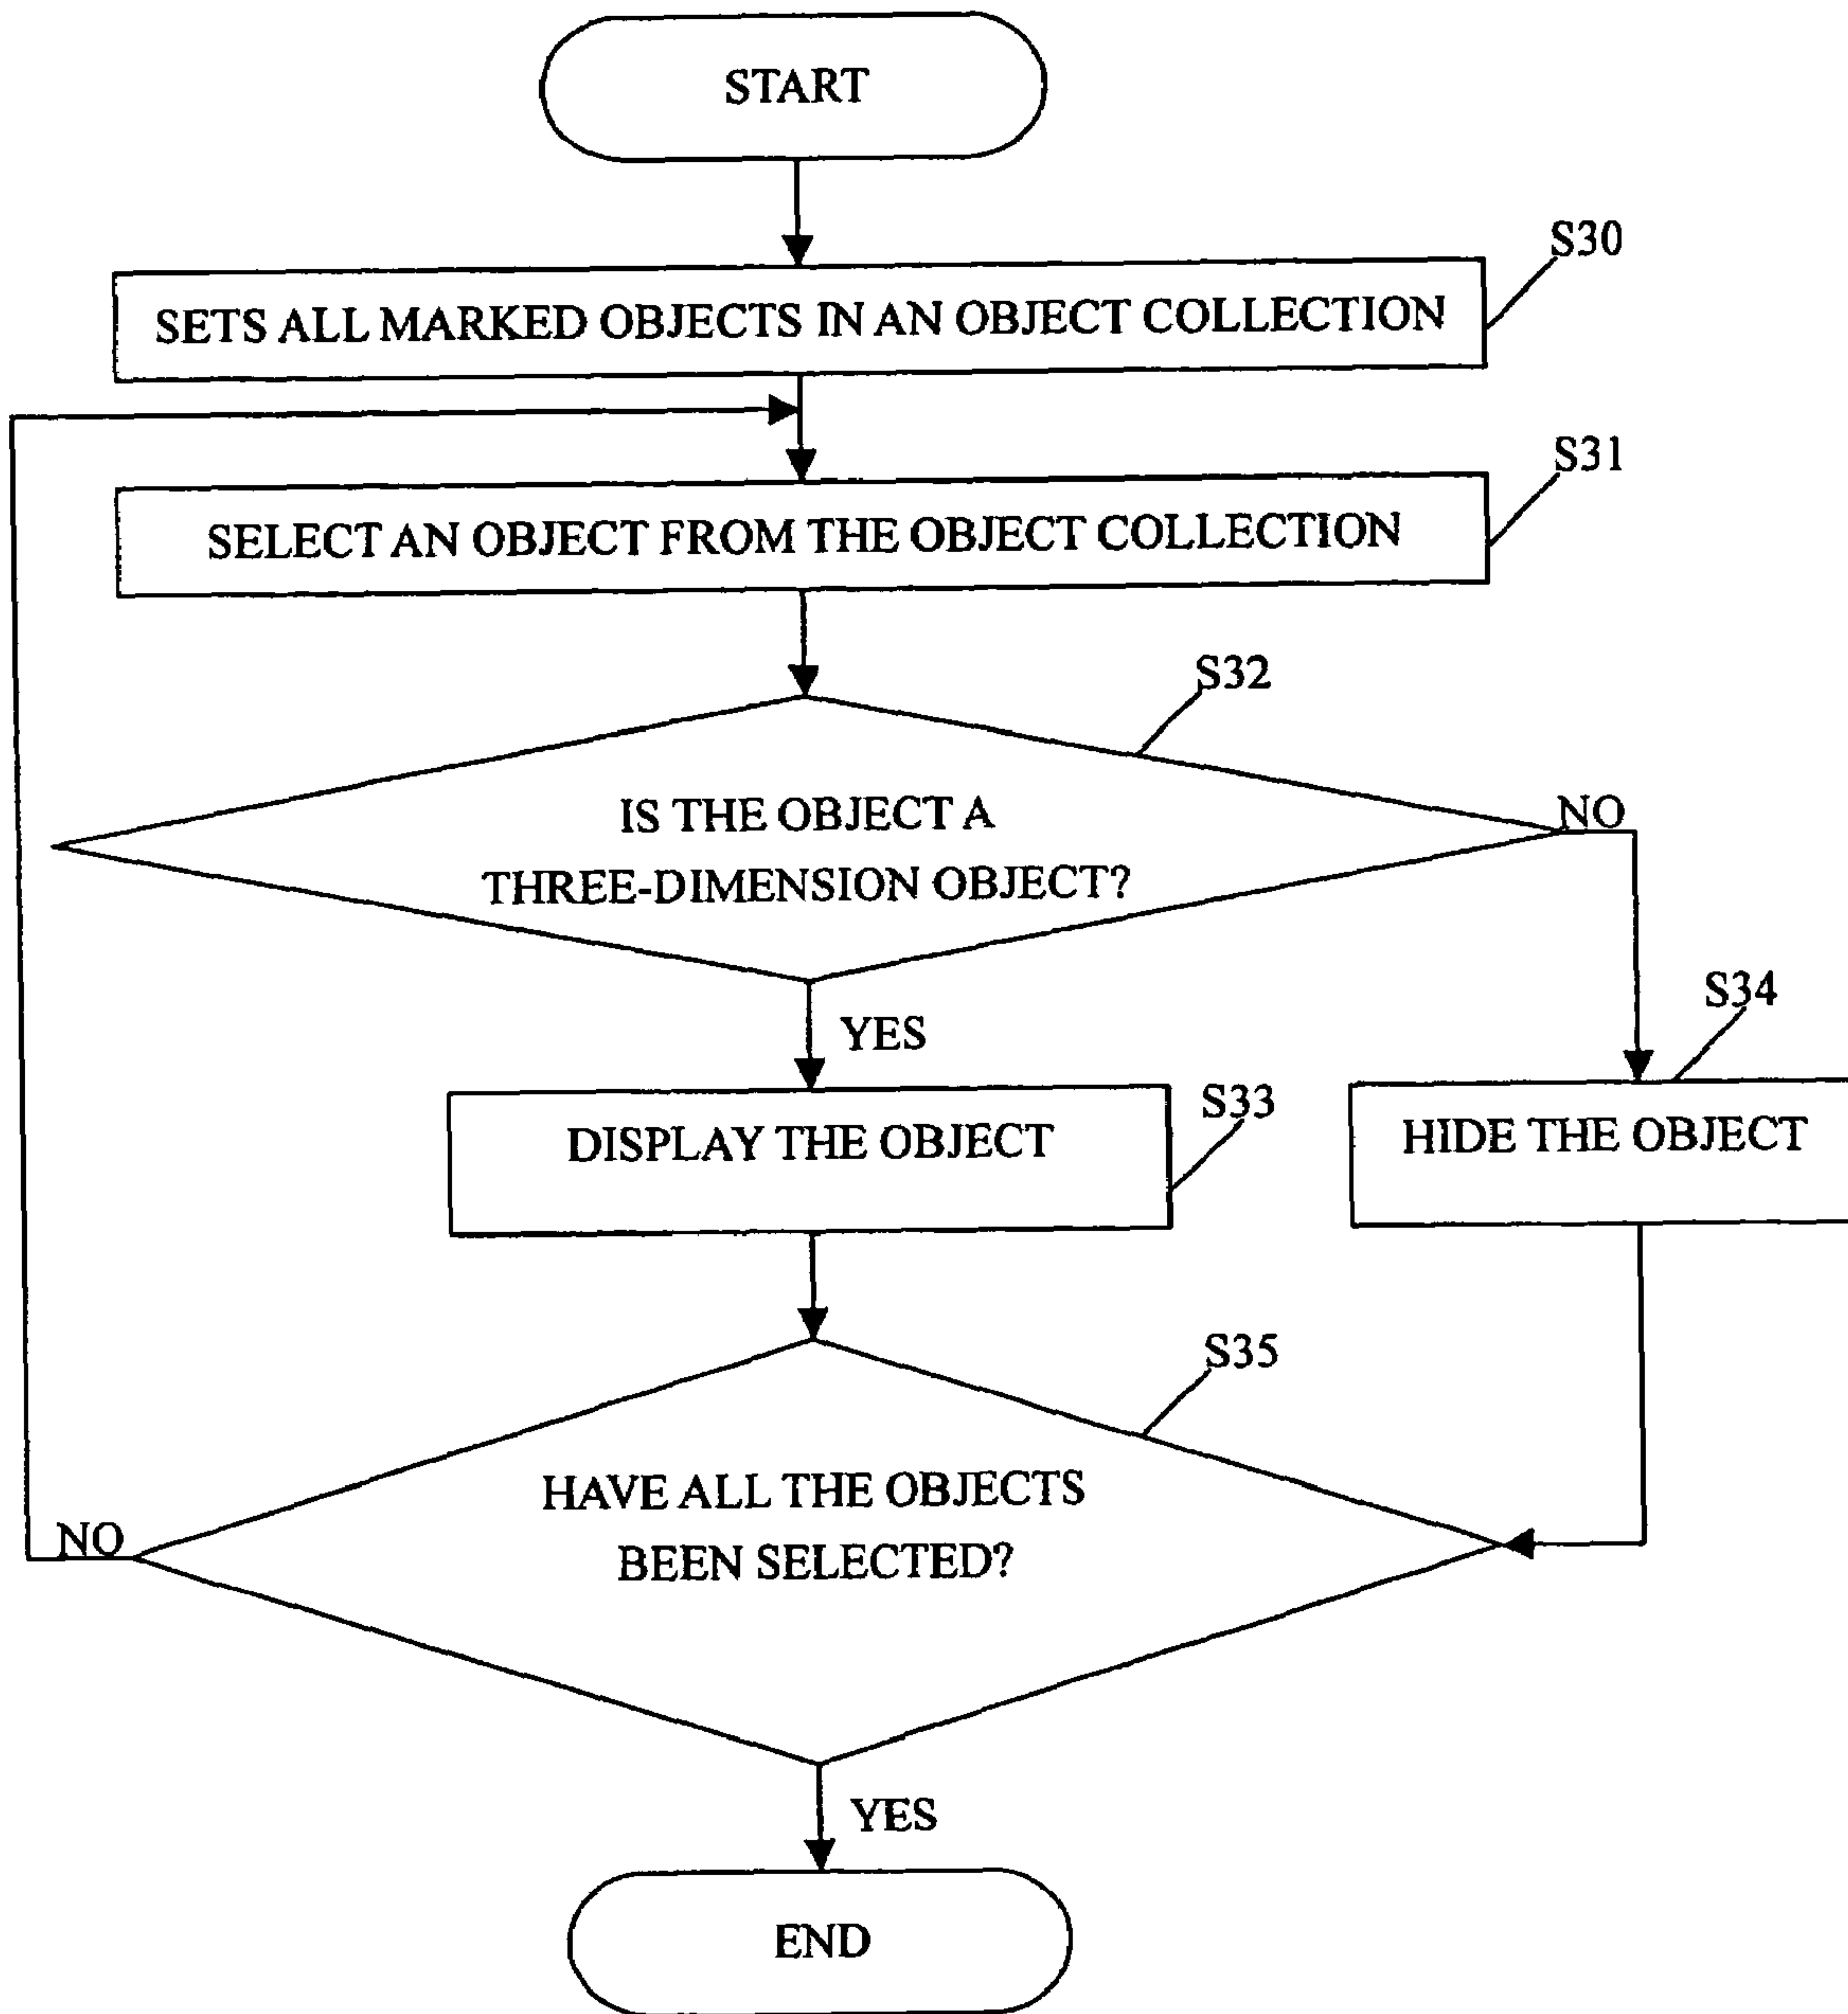 START
S30
SETS ALL MARKED OBJECTS IN AN OBJECT COLLECTION
S31
SELECT AN OBJECT FROM THE OBJECT COLLECTION
S32
IS THE OBJECT A
THREE-DIMENSION OBJECT?
NO
YES
S34
S33
DISPLAY THE OBJECT
HIDE THE OBJECT
S35
HAVE ALL THE OBJECTS
BEEN SELECTED?
NO
YES
END